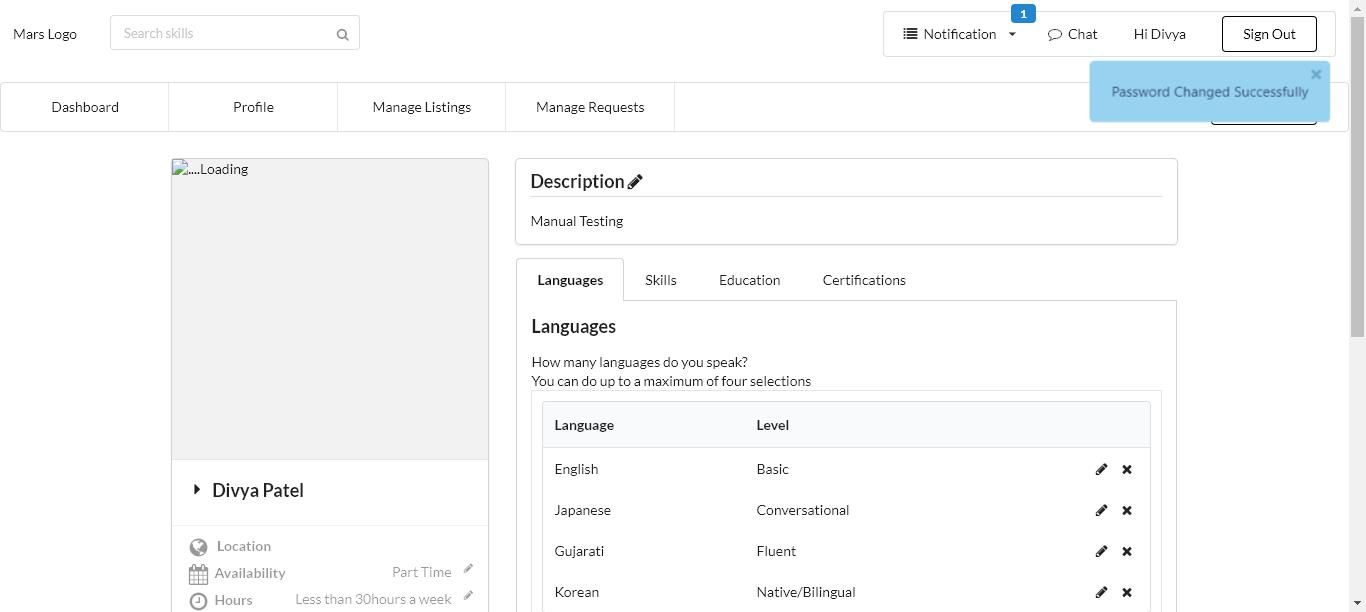 Mars Logo
Search skills
1
Notification
Chat
Hi Divya
Sign Out
Password Changed Successfully
Dashboard
Profile
Manage Listings
Manage Requests
....Loading
Description
Manual Testing
Languages
Skills
Education
Certifications
Languages
How many languages do you speak?
You can do up to a maximum of four selections
Language Level
English Basic
Japanese Conversational
Gujarati Fluent
Korean Native/Bilingual
Divya Patel
Location
Availability Part Time
Hours Less than 30hours a week